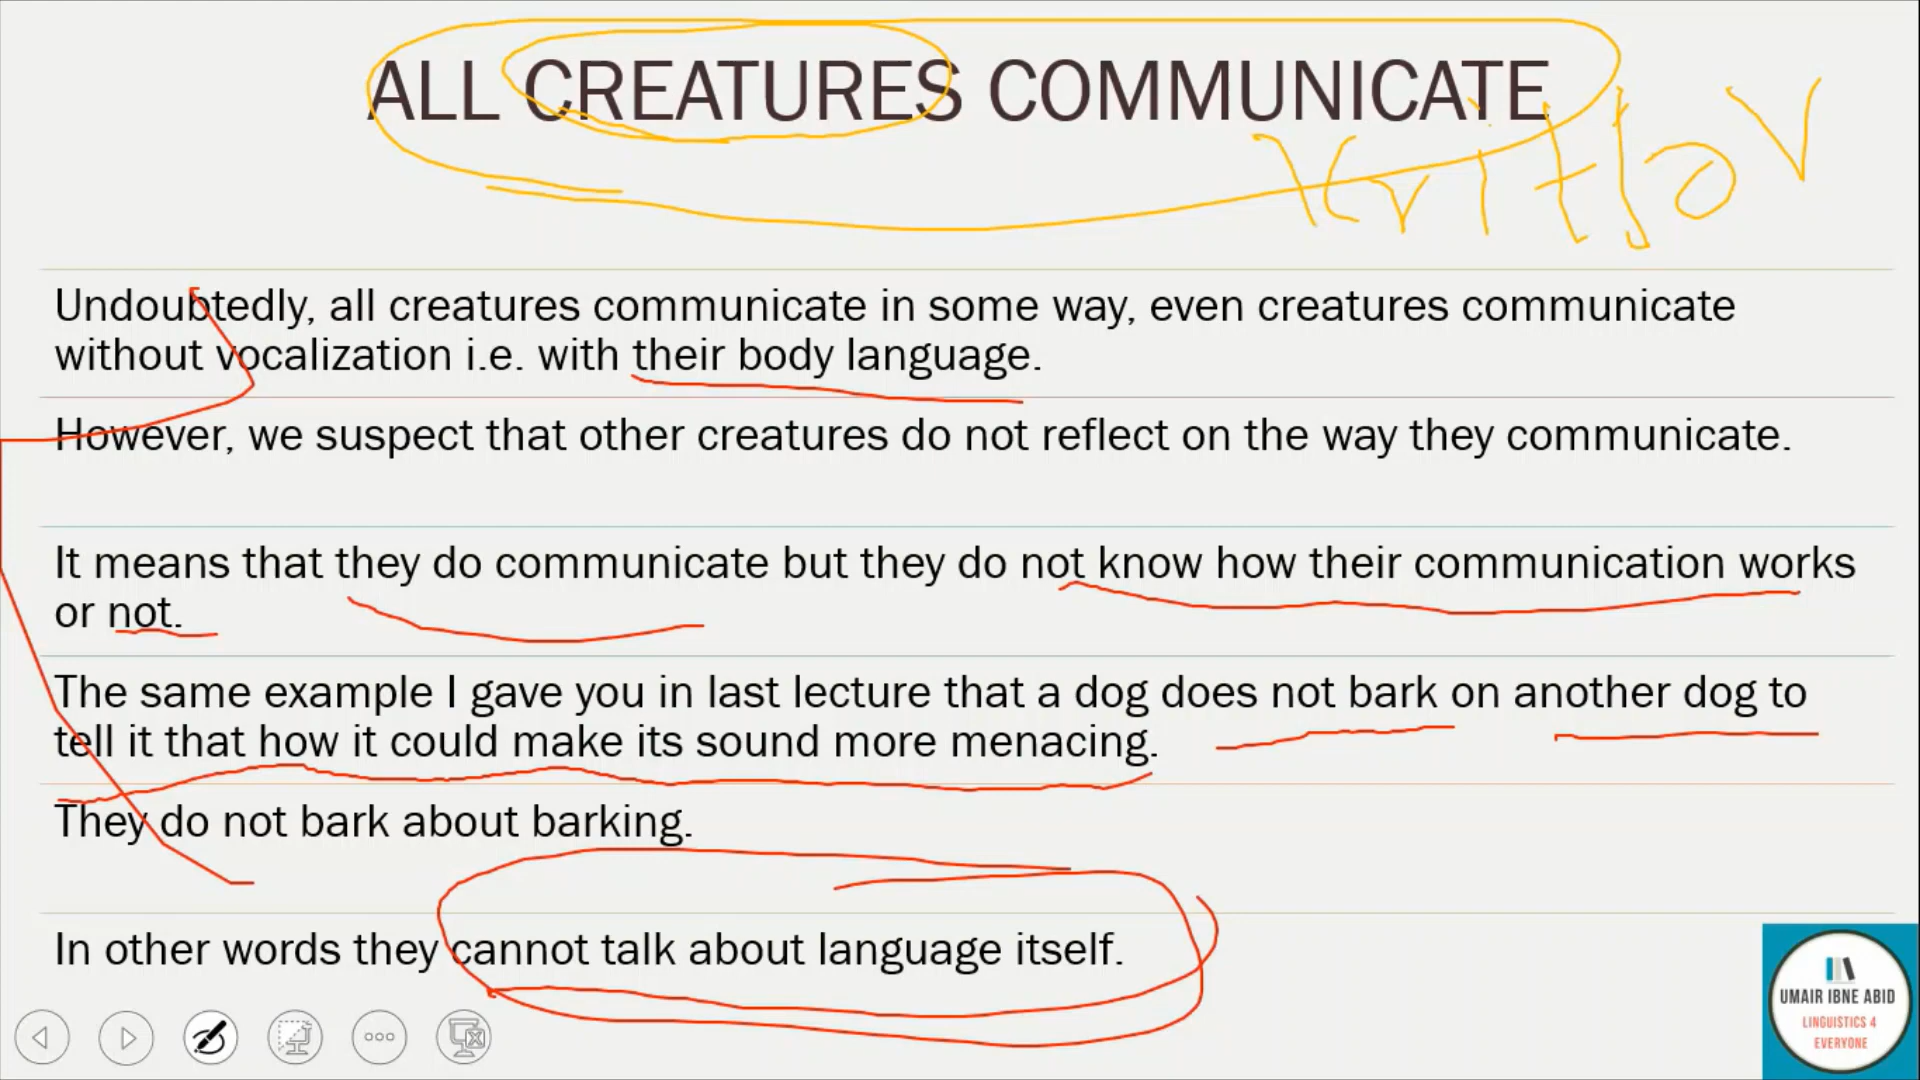 ALL CREATURES COMMUNICATE
Undoubtedly, all creatures communicate in some way, even creatures communicate
without vocalization i.e. with their body language.
However, we suspect that other creatures do not reflect on the way they communicate.
It means that they do communicate but they do not know how their communication works
or not.
The same example I gave you in last lecture that a dog does not bark on another dog to
tell it that how it could make its sound more menacing.
They do not bark about barking.
In other words they cannot talk about language itself.
UMAIR IBNE ABID
LINGUISTICS 4
EVERYONE